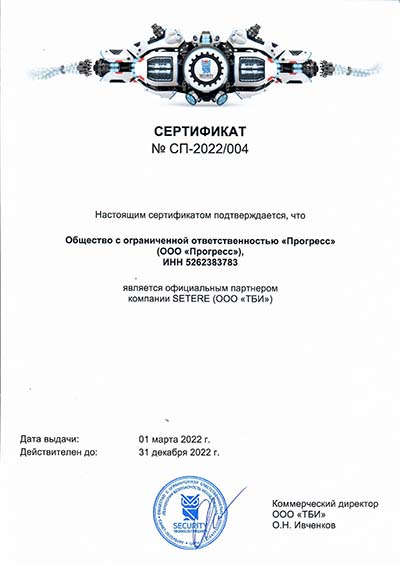 SECURITY
СЕРТИФИКАТ
№ СП-2022/004
Настоящим сертификатом подтверждается, что
Общество с ограниченной ответственностью «Прогресс»
(ООО «Прогресс»),
ИНН 5262383783
является официальным партнером
компании SETERE (ООО «ТБИ»)
Дата выдачи: 01 марта 2022 г.
Действителен до: 31 декабря 2022 г.
SECURITY
Коммерческий директор
ООО «ТБИ»
О.Н. Ивченков